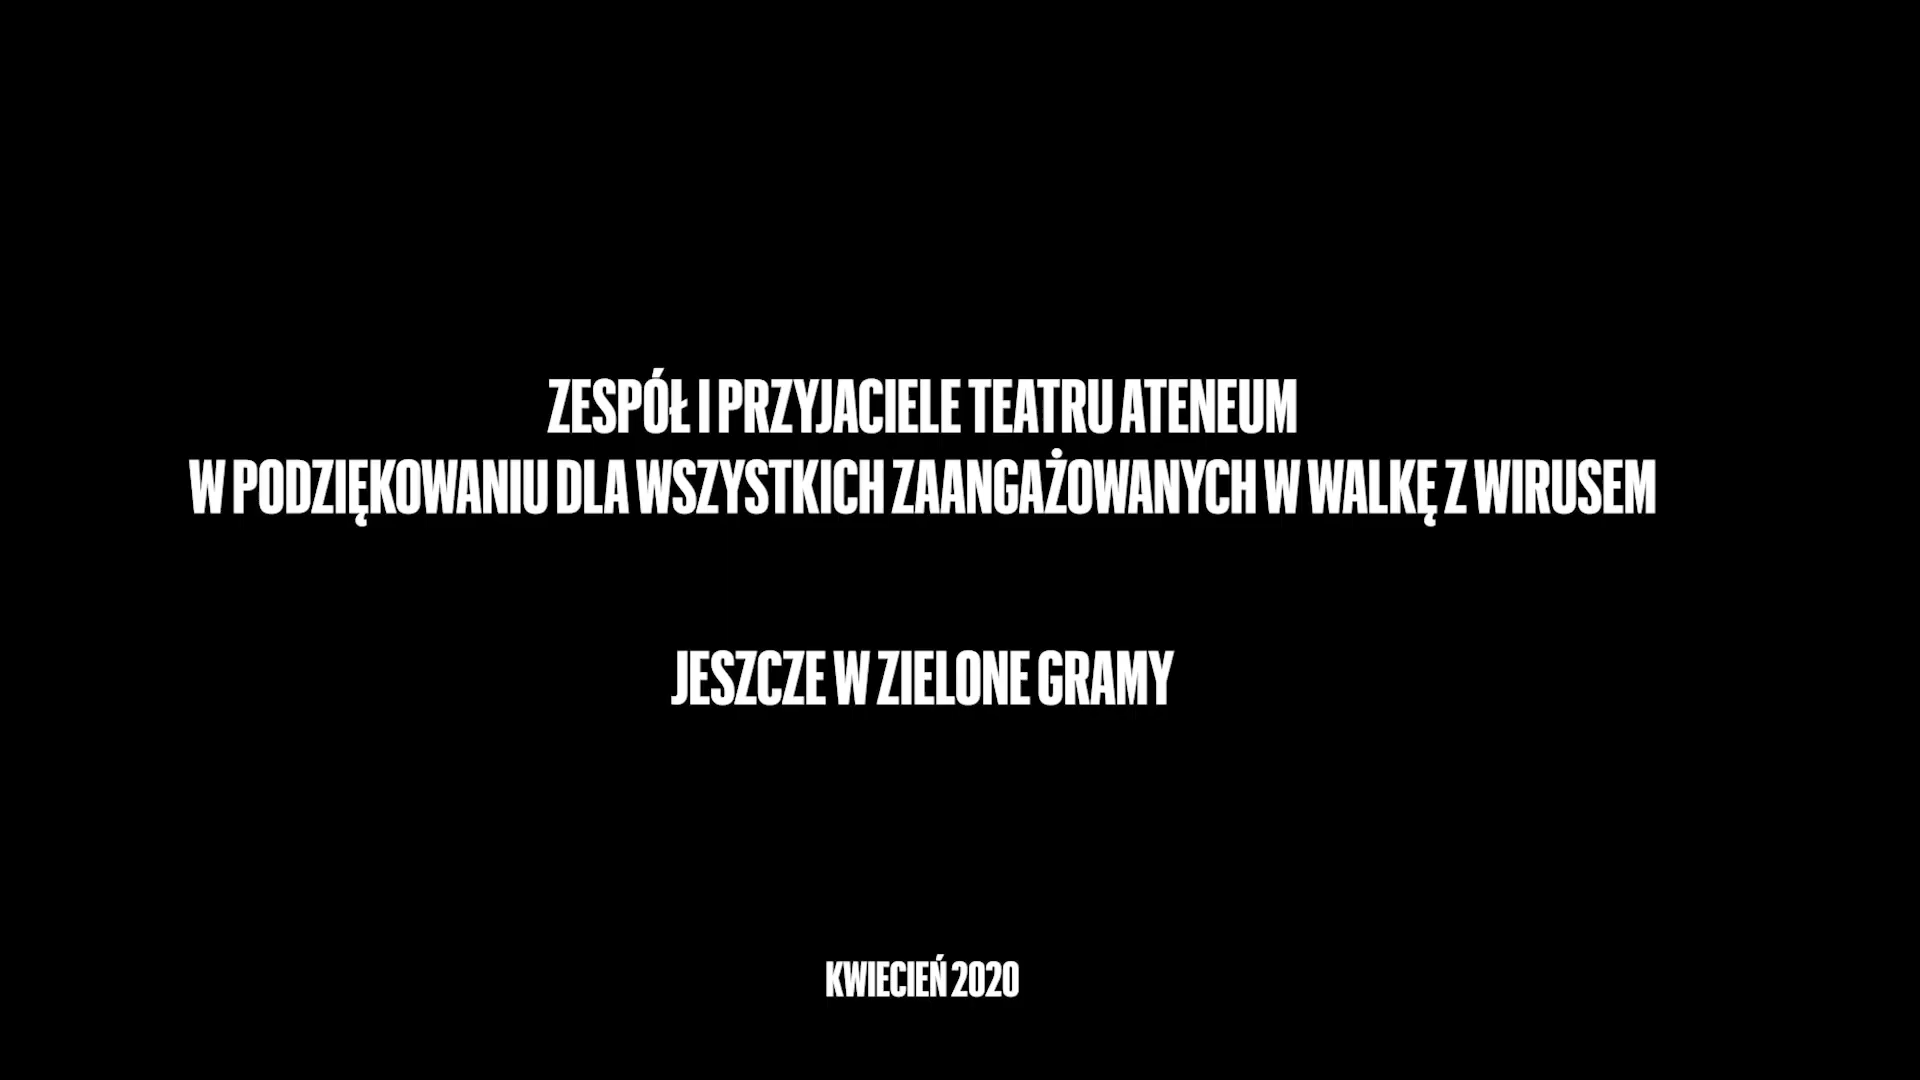 ZESPÓŁ I PRZYJACIELE TEATRU ATENEUM
W PODZIĘKOWANIU DLA WSZYSTKICH ZAANGAŻOWANYCH W WALKĘ Z WIRUSEM
JESZCZE W ZIELONE GRAMY
KWIECIEŃ 2020